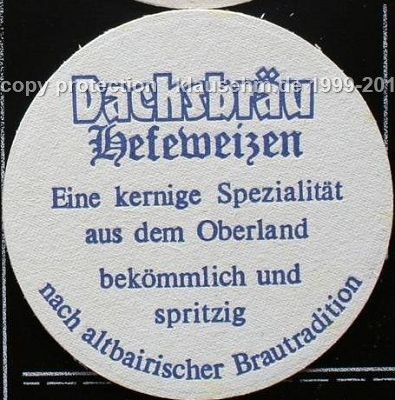 copy protection klausehm.de 1999-201
Dachsbräu
Hefeweizen
Eine kernige Spezialität
aus dem Oberland
bekömmlich und
spritzig
nach altbairischer Brautradition